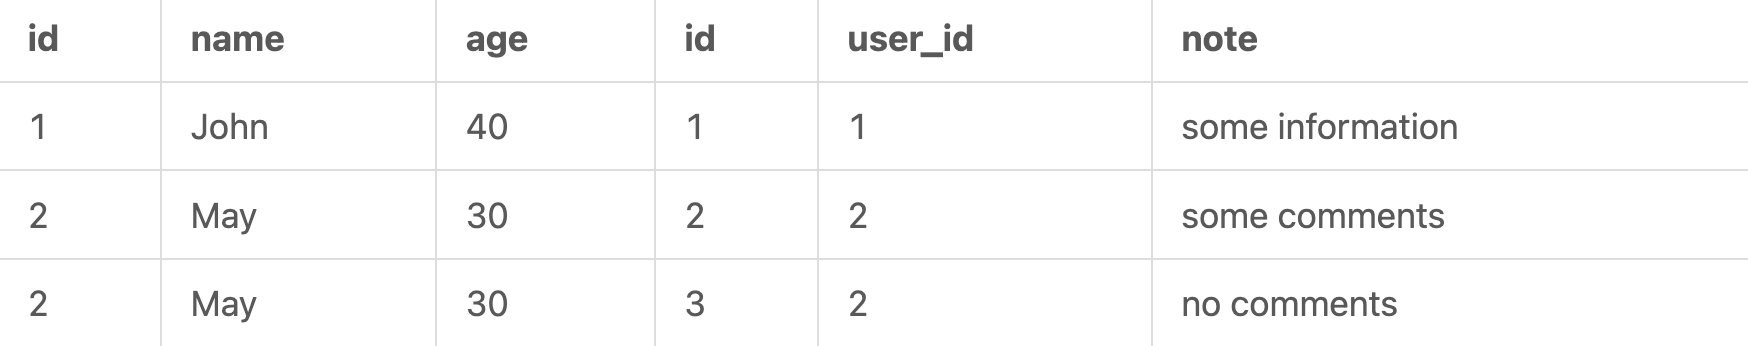 id name age id user_id note
1 John 40 1 1 some information
2 May 30 2 2 some comments
2 May 30 3 2 no comments